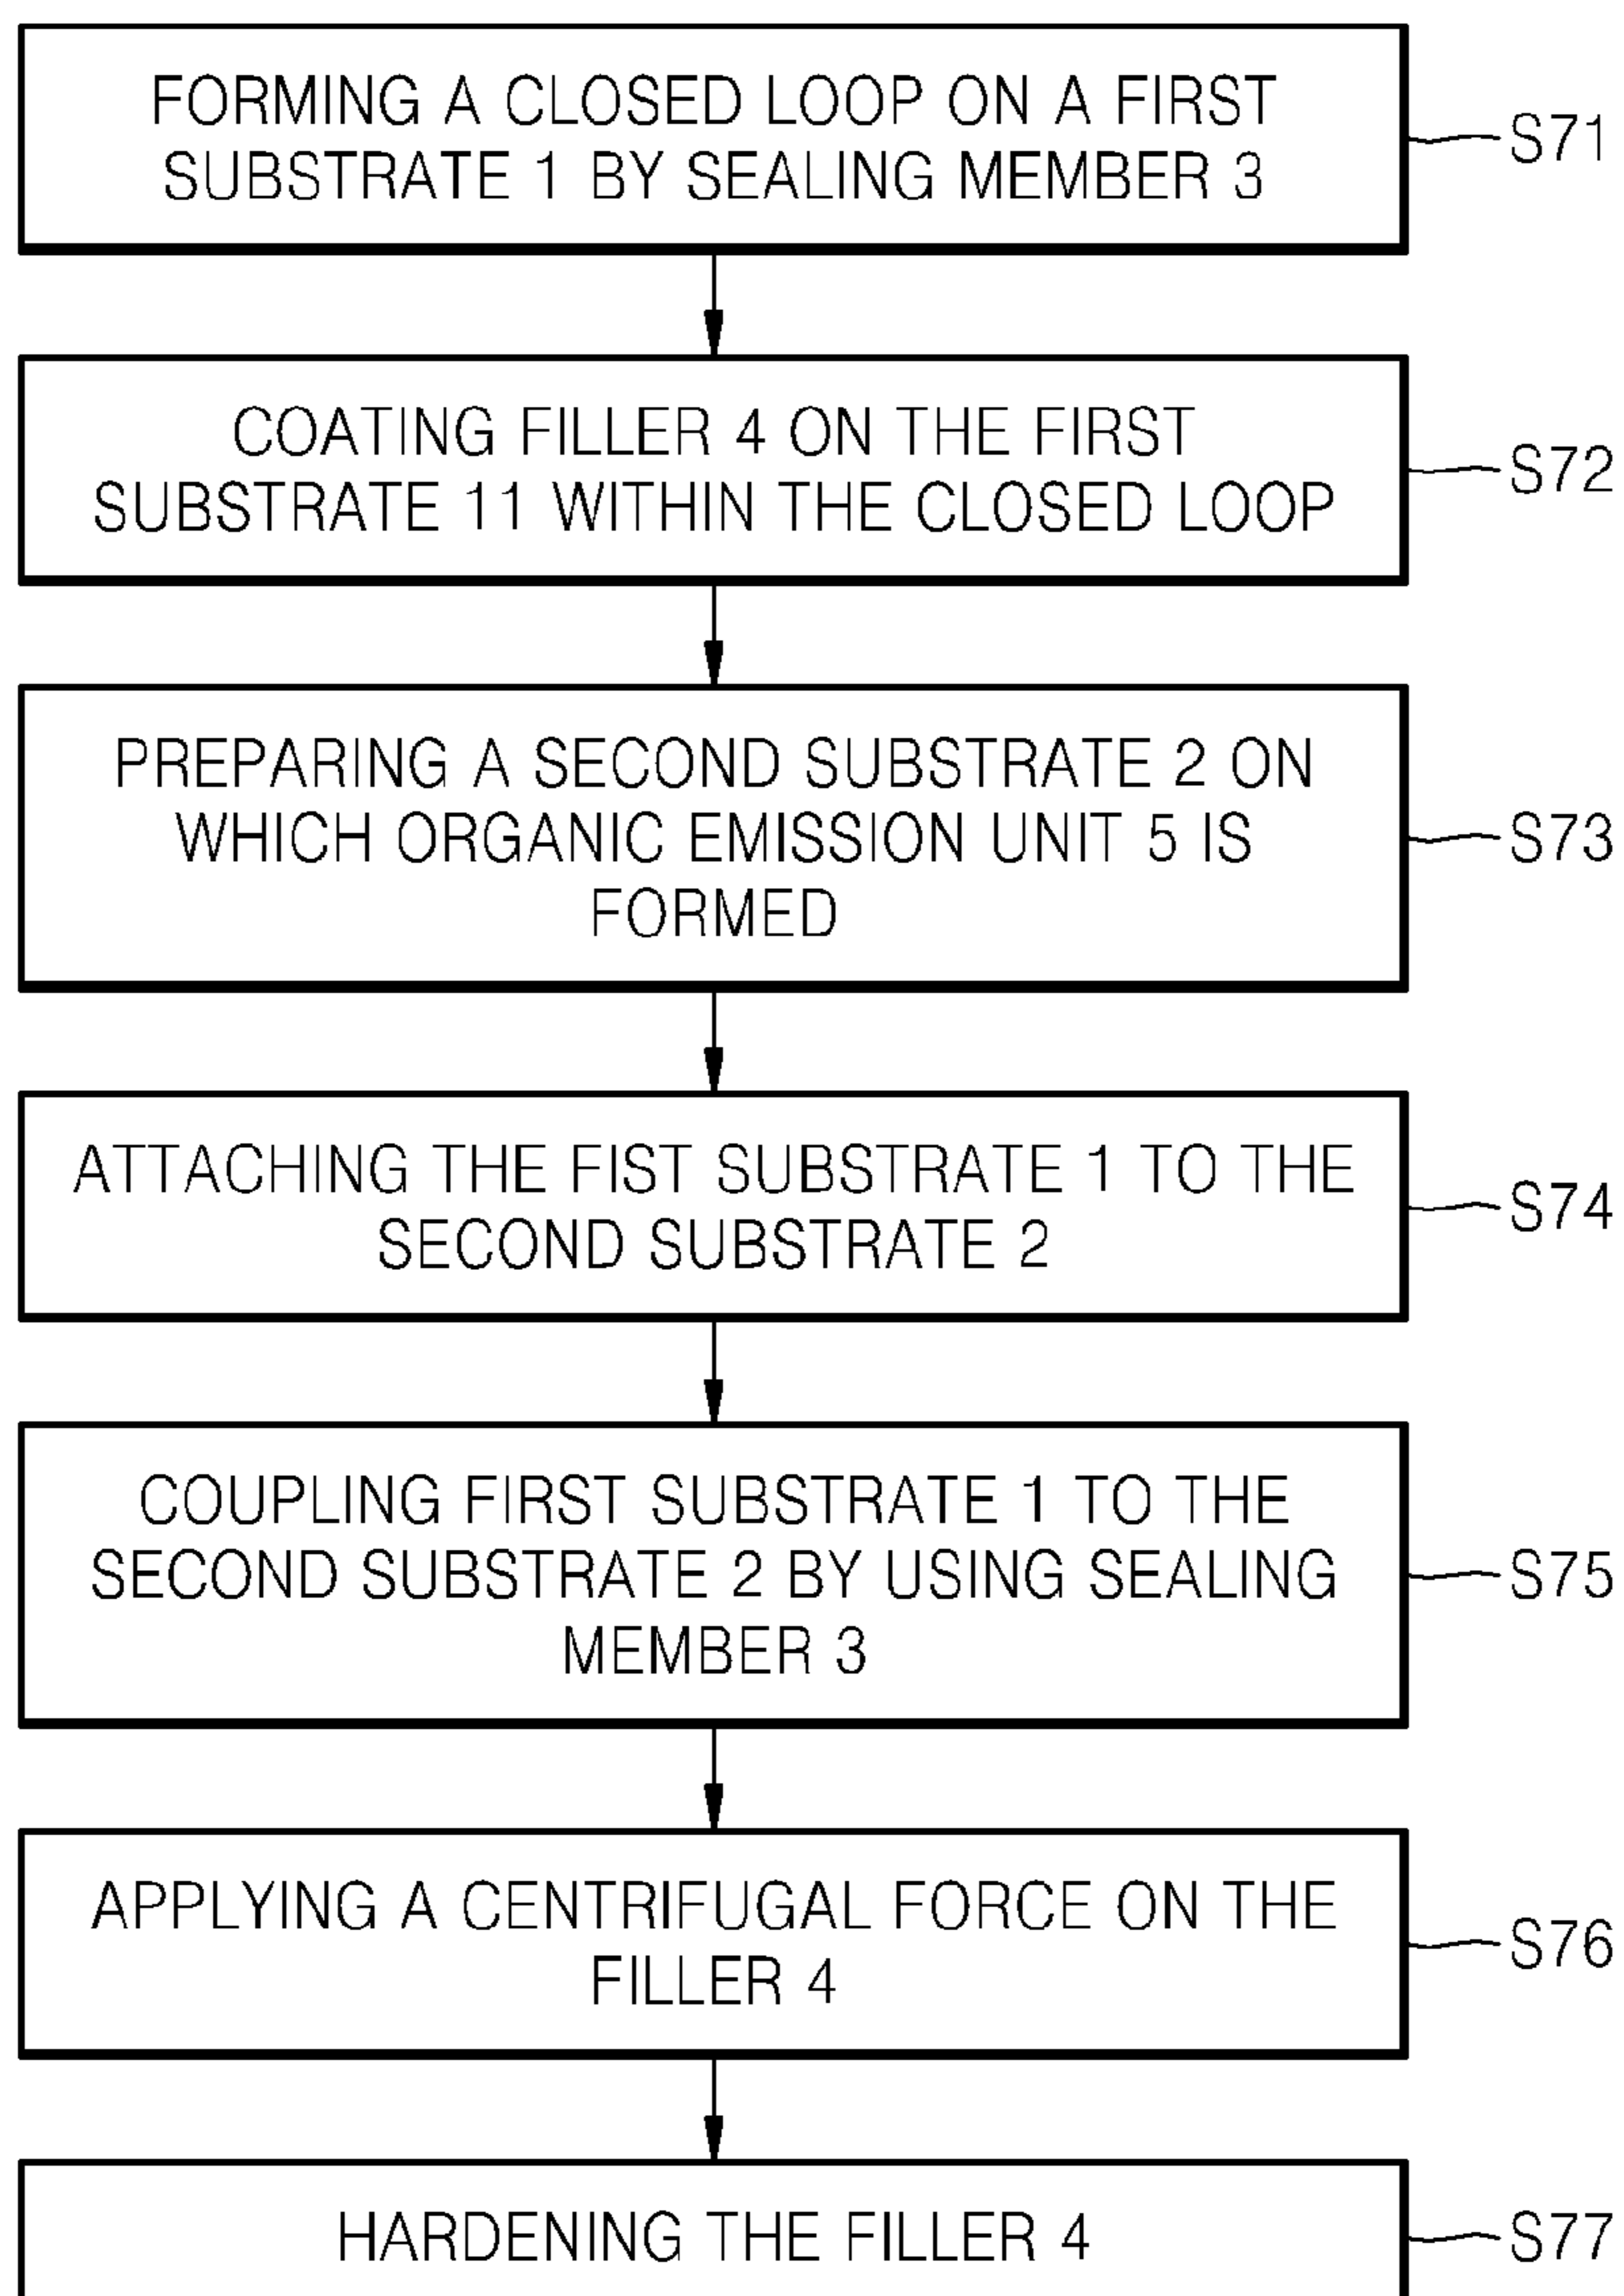 FORMING A CLOSED LOOP ON A FIRST
SUBSTRATE 1 BY SEALING MEMBER 3
S71
COATING FILLER 4 ON THE FIRST
SUBSTRATE 11 WITHIN THE CLOSED LOOP
S72
PREPARING A SECOND SUBSTRATE 2 ON
WHICH ORGANIC EMISSION UNIT 5 IS
FORMED
S73
ATTACHING THE FIST SUBSTRATE 1 TO THE
SECOND SUBSTRATE 2
S74
COUPLING FIRST SUBSTRATE 1 TO THE
SECOND SUBSTRATE 2 BY USING SEALING
MEMBER 3
S75
APPLYING A CENTRIFUGAL FORCE ON THE
FILLER 4
S76
HARDENING THE FILLER 4
S77